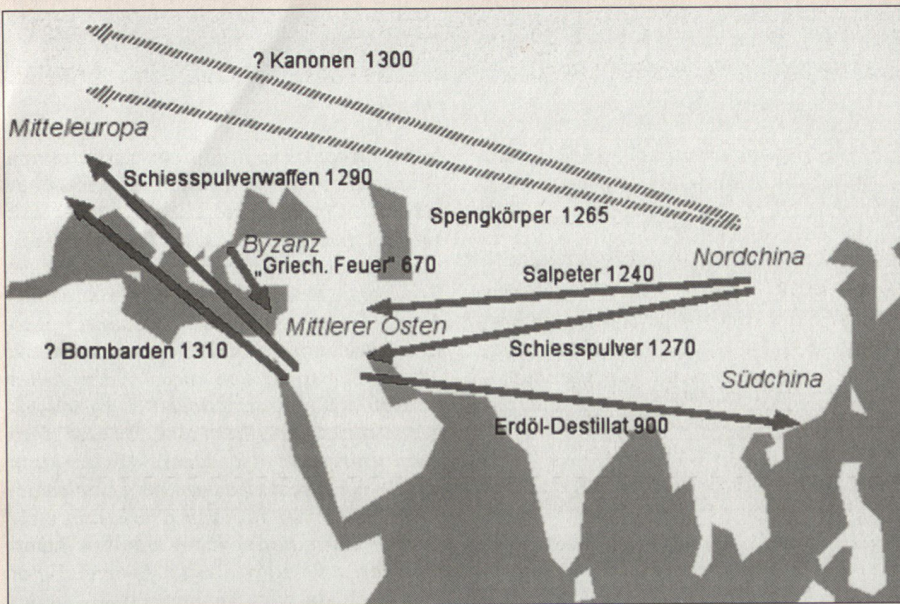 ? Kanonen 1300
Mitteleuropa
Schiesspulverwaffen 1290
Spengkörper 1265
Byzanz
„Griech. Feuer" 670
Nordchina
Salpeter 1240
Mittlerer Osten
? Bombarden 1310
Schiesspulver 1270
Südchina
Erdöl-Destillat 900